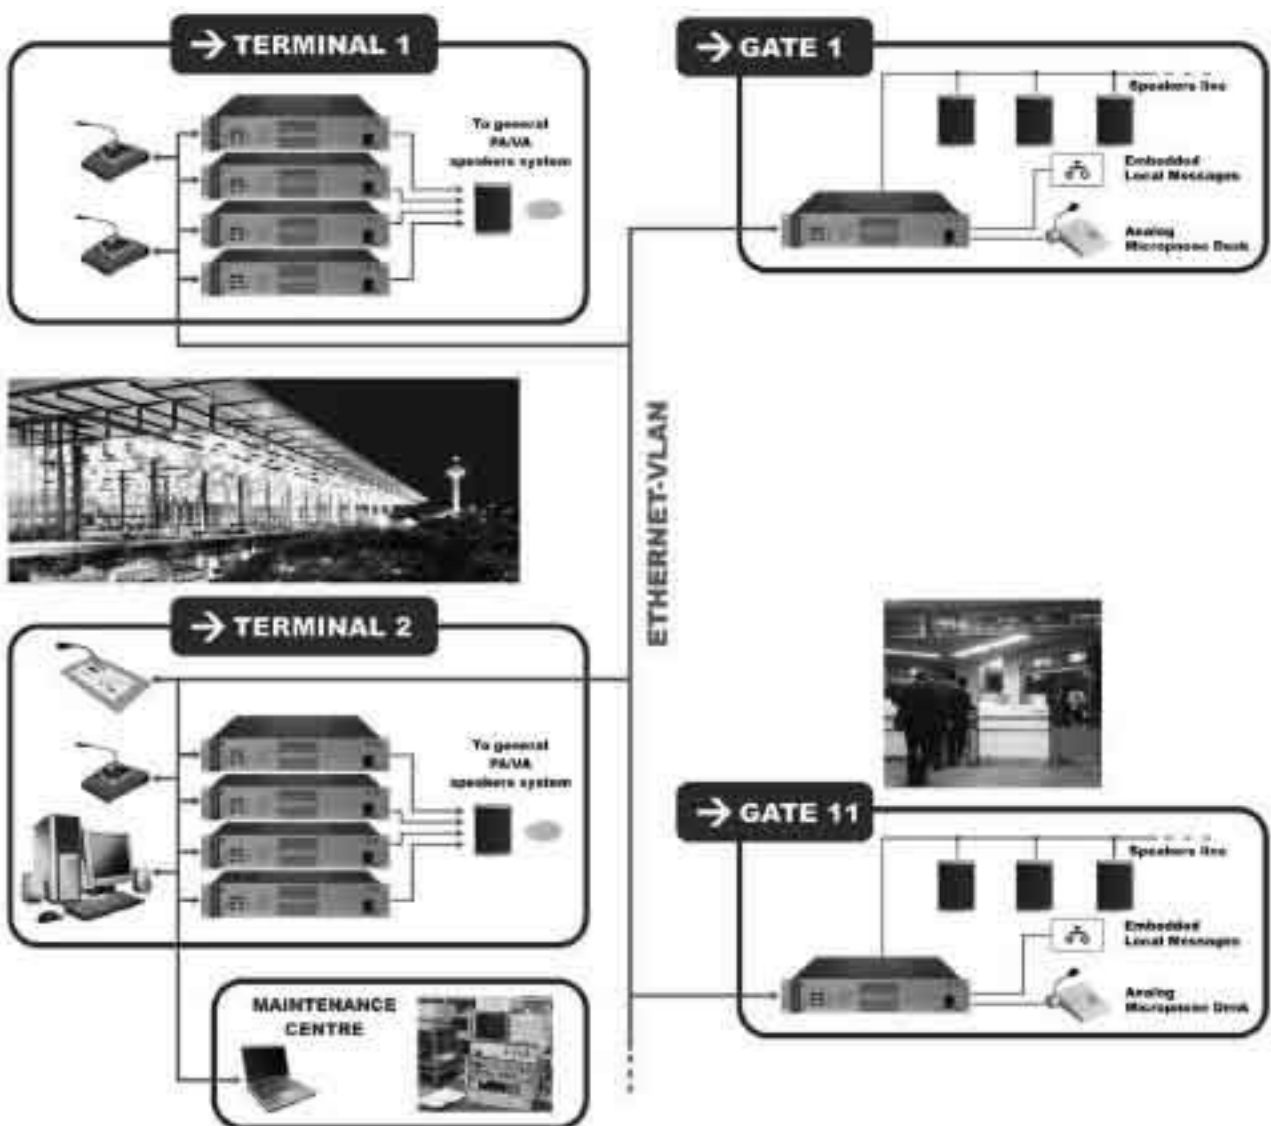 → TERMINAL 1
To general
PA/VA
speakers system
→ GATE 1
Speakers line
Embedded
Local Messages
Analog
Microphone Desk
ETHERNET-VLAN
→ TERMINAL 2
To general
PA/VA
speakers system
→ GATE 11
Speakers line
Embedded
Local Messages
Analog
Microphone Desk
MAINTENANCE
CENTRE